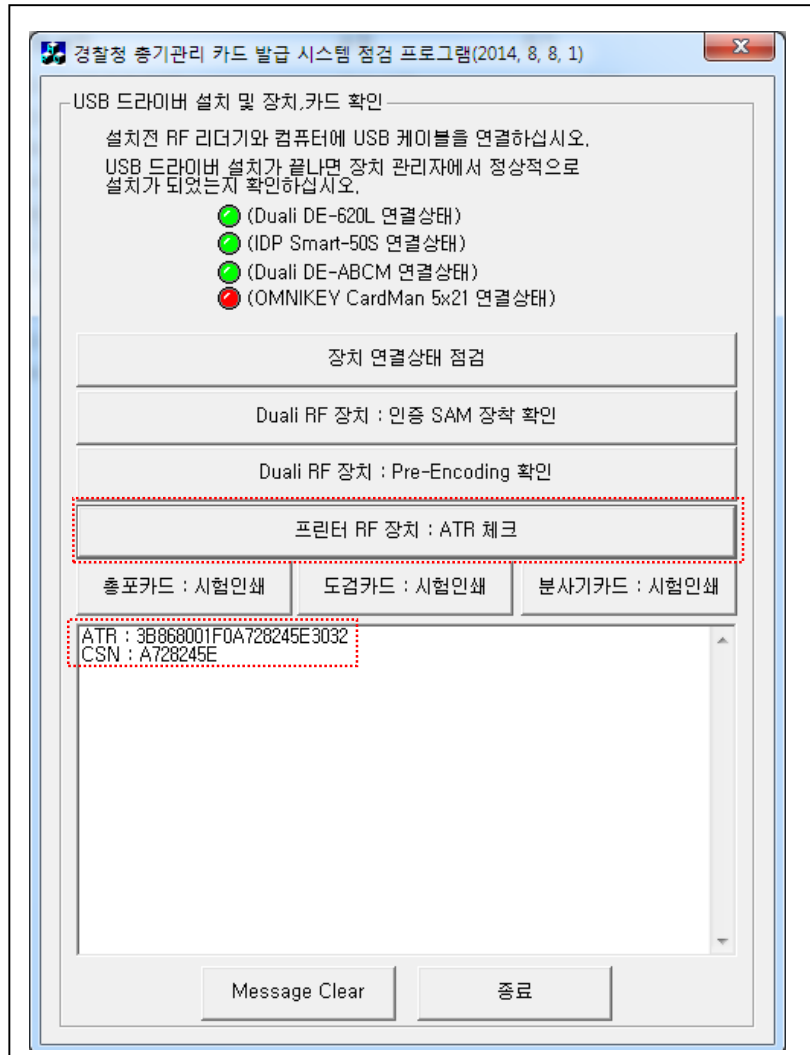 경찰청 총기관리 카드 발급 시스템 점검 프로그램(2014, 8, 8, 1)
USB 드라이버 설치 및 장치,카드 확인
설치전 RF 리더기와 컴퓨터에 USB 케이블을 연결하십시오.
USB 드라이버 설치가 끝나면 장치 관리자에서 정상적으로
설치가 되었는지 확인하십시오.
(Duali DE-620L 연결상태)
(IDP Smart-50S 연결상태)
(Duali DE-ABCM 연결상태)
(OMNIKEY CardMan 5x21 연결상태)
장치 연결상태 점검
Duali RF 장치 : 인증 SAM 장착 확인
Duali RF 장치 : Pre-Encoding 확인
프린터 RF 장치 : ATR 체크
총포카드 : 시험인쇄 도검카드 : 시험인쇄 분사기카드 : 시험인쇄
ATR : 3B868001F0A728245E3032
CSN : A728245E
Message Clear 종료